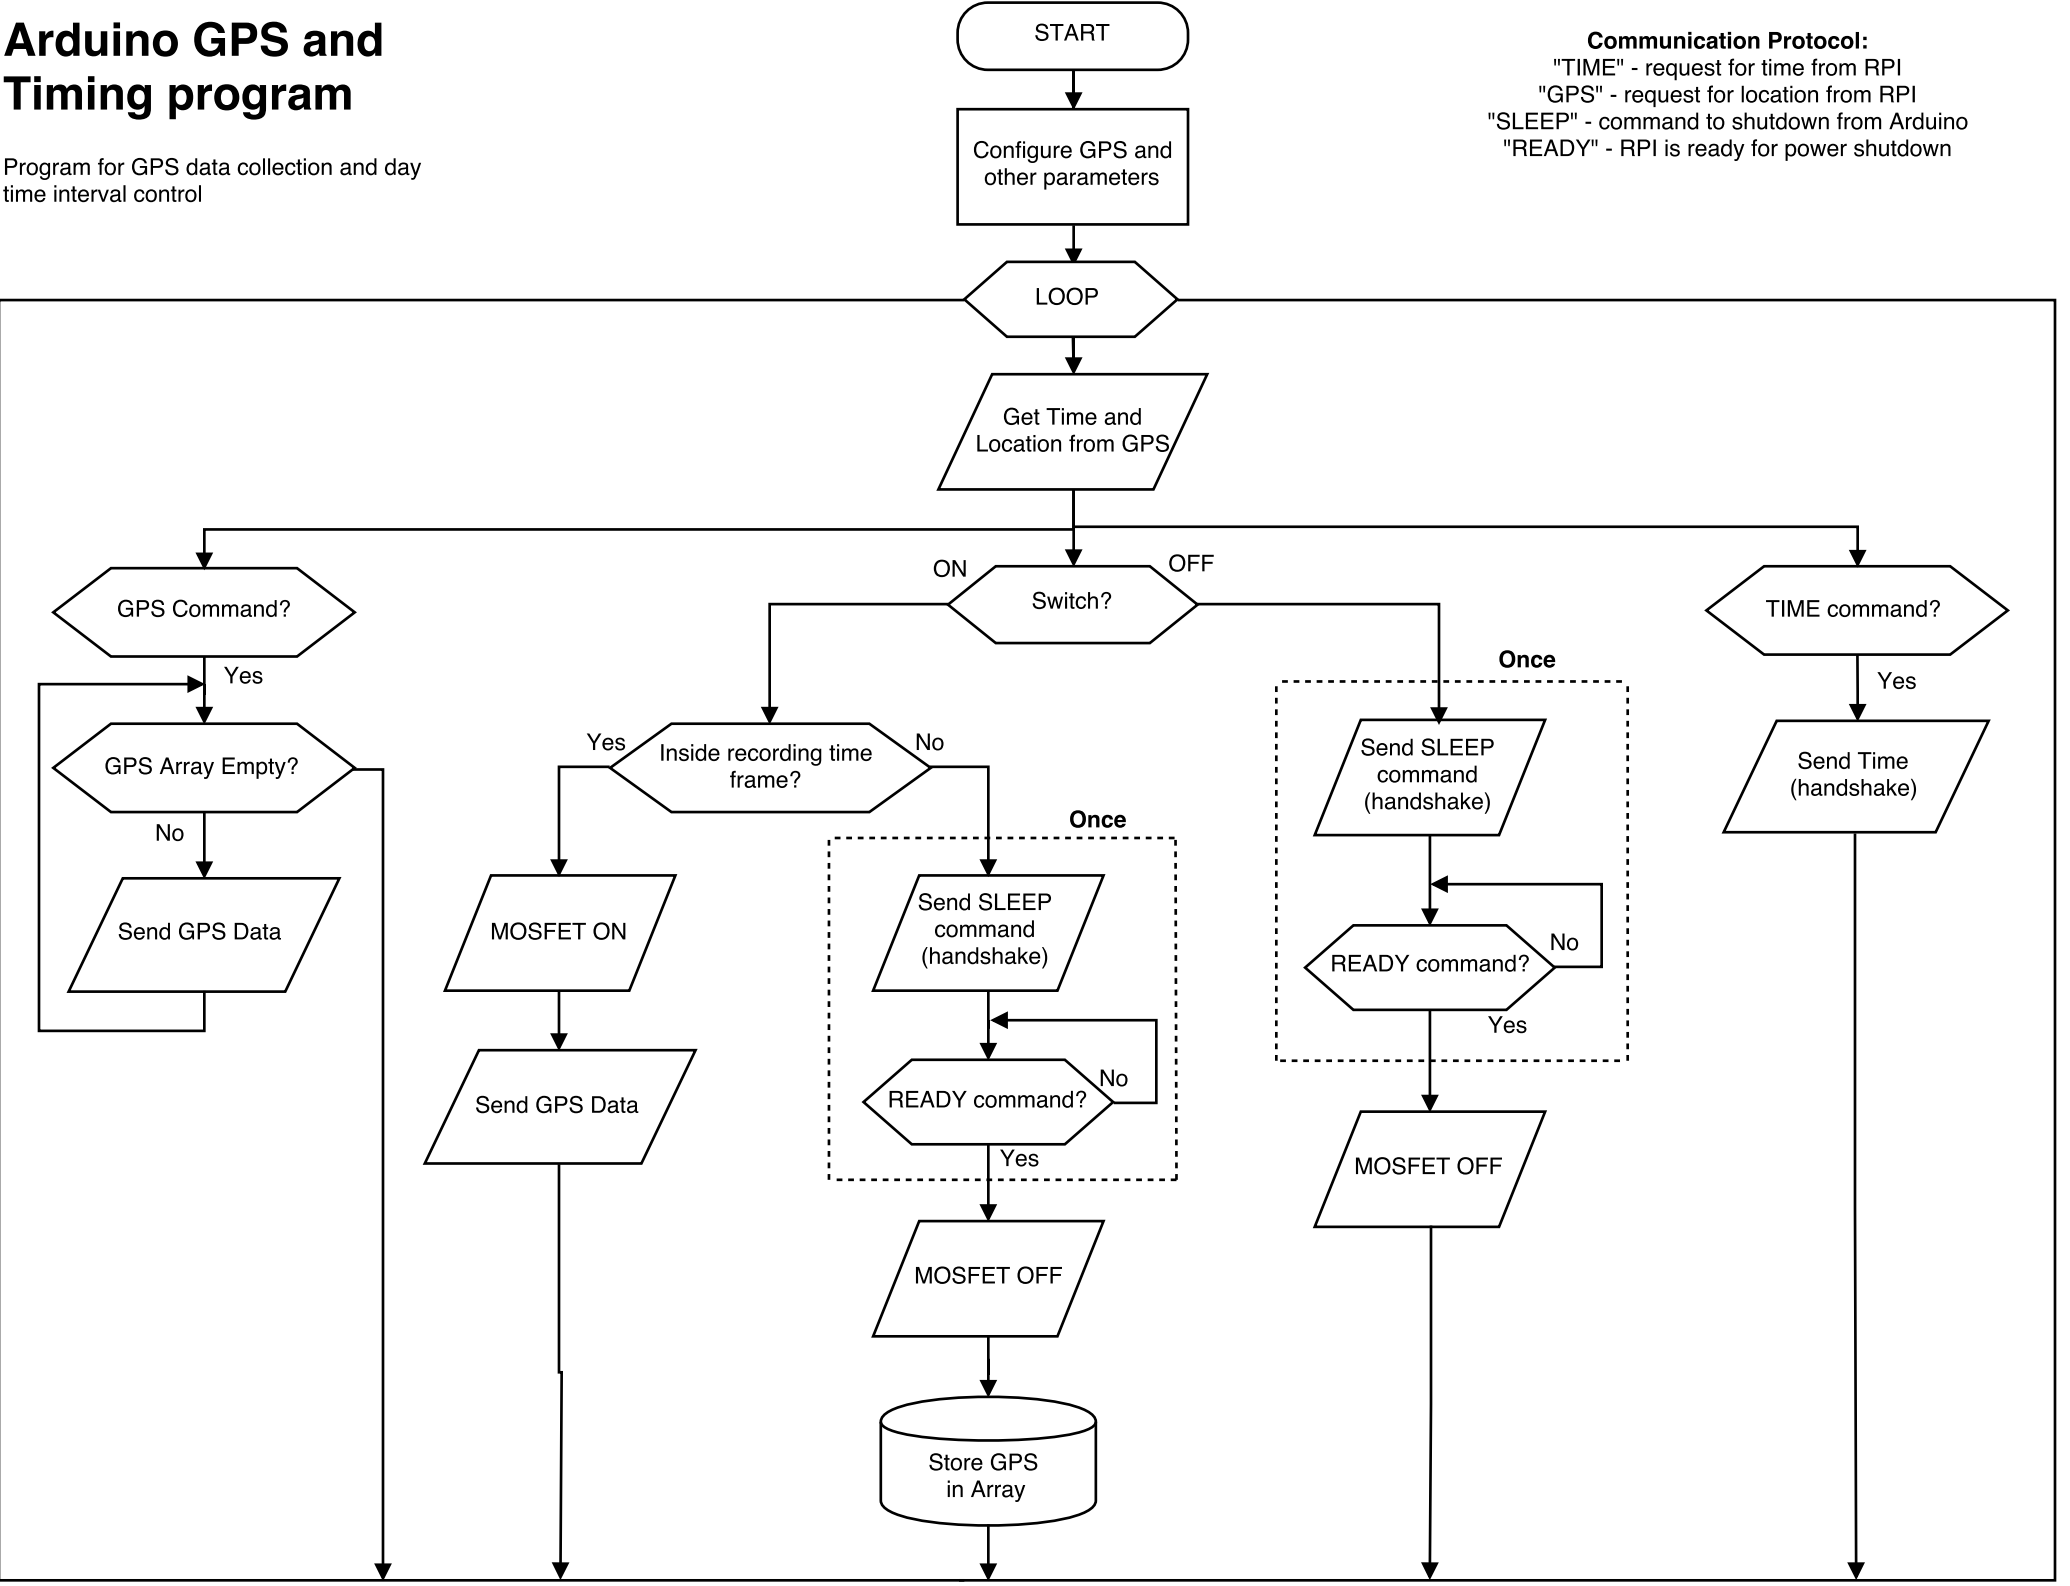 Arduino GPS and
Timing program
Program for GPS data collection and day
time interval control
START
Communication Protocol:
"TIME" - request for time from RPI
"GPS" - request for location from RPI
"SLEEP" - command to shutdown from Arduino
"READY" - RPI is ready for power shutdown
Configure GPS and
other parameters
LOOP
Get Time and
Location from GPS
GPS Command?
Yes
GPS Array Empty?
No
Send GPS Data
ON
Switch?
OFF
Yes
Inside recording time
frame?
No
MOSFET ON
Send GPS Data
Once
Send SLEEP
command
(handshake)
READY command?
No
Yes
MOSFET OFF
Store GPS
in Array
Once
Send SLEEP
command
(handshake)
READY command?
No
Yes
MOSFET OFF
TIME command?
Yes
Send Time
(handshake)